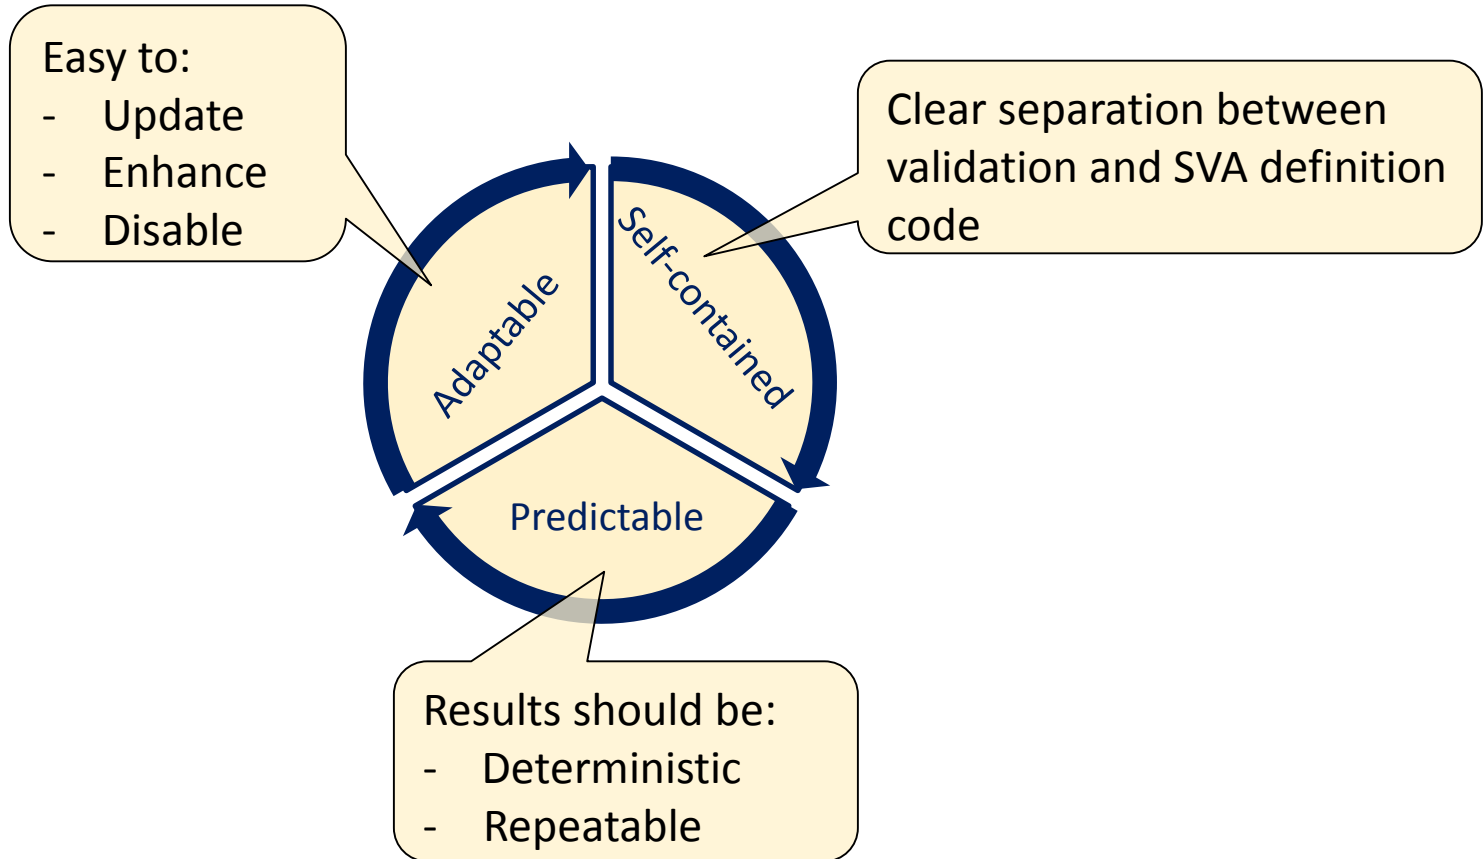 Easy to:
- Update
- Enhance
- Disable
Clear separation between
validation and SVA definition
code
Adaptable
Self-contained
Predictable
Results should be:
- Deterministic
- Repeatable